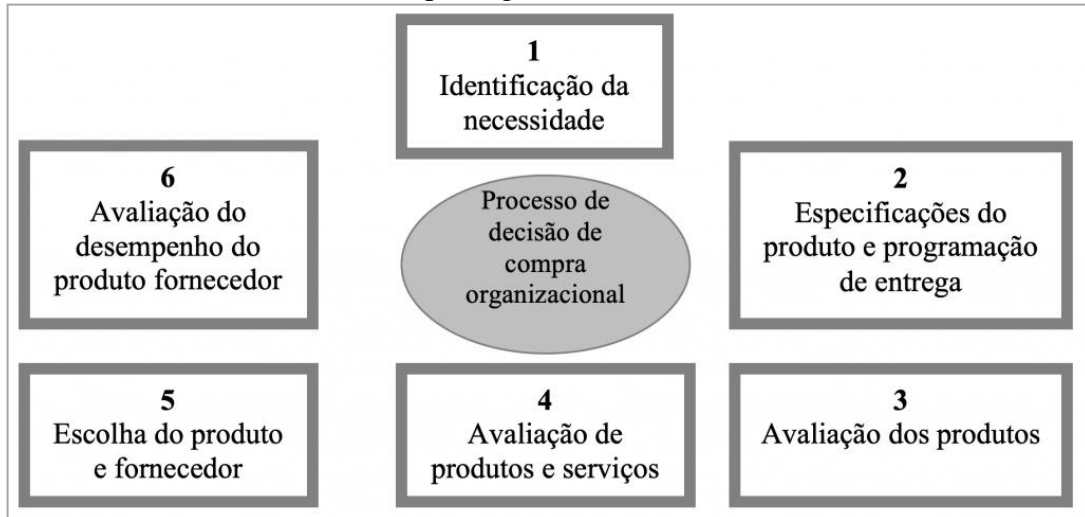 1
Identificação da
necessidade
6
Avaliação do
desempenho do
produto fornecedor
Processo de
decisão de
compra
organizacional
2
Especificações do
produto e programação
de entrega
5
Escolha do produto
e fornecedor
4
Avaliação de
produtos e serviços
3
Avaliação dos produtos